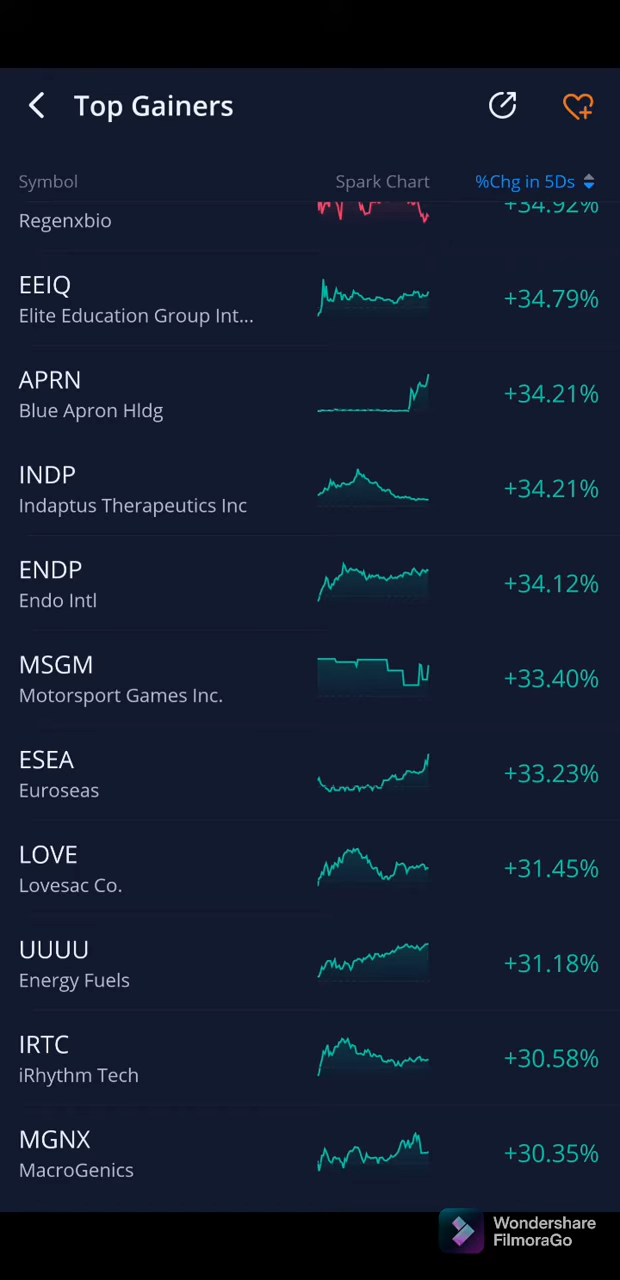 Top Gainers
Symbol Spark Chart %Chg in 5Ds
Regenxbio +34.92%
EEIQ
Elite Education Group Int... +34.79%
APRN
Blue Apron Hldg +34.21%
INDP
Indaptus Therapeutics Inc +34.21%
ENDP
Endo Intl +34.12%
MSGM
Motorsport Games Inc. +33.40%
ESEA
Euroseas +33.23%
LOVE
Lovesac Co. +31.45%
UUUU
Energy Fuels +31.18%
IRTC
iRhythm Tech +30.58%
MGNX
MacroGenics +30.35%
Wondershare
FilmoraGo